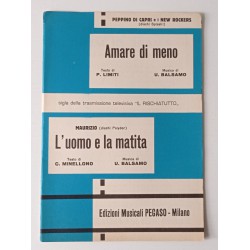 PEPPINO DI CAPRI e i NEW ROCKERS
(dischi Splash)
Amare di meno
Testo di Musica di
P. LIMITI U. BALSAMO
sigla della trasmissione televisiva "IL RISCHIATUTTO"
MAURIZIO (dischi Polaris)
L'uomo e la matita
Testo di Musica di
G. MINELLONO U. BALSAMO
Edizioni Musicali PEGASO - Milano